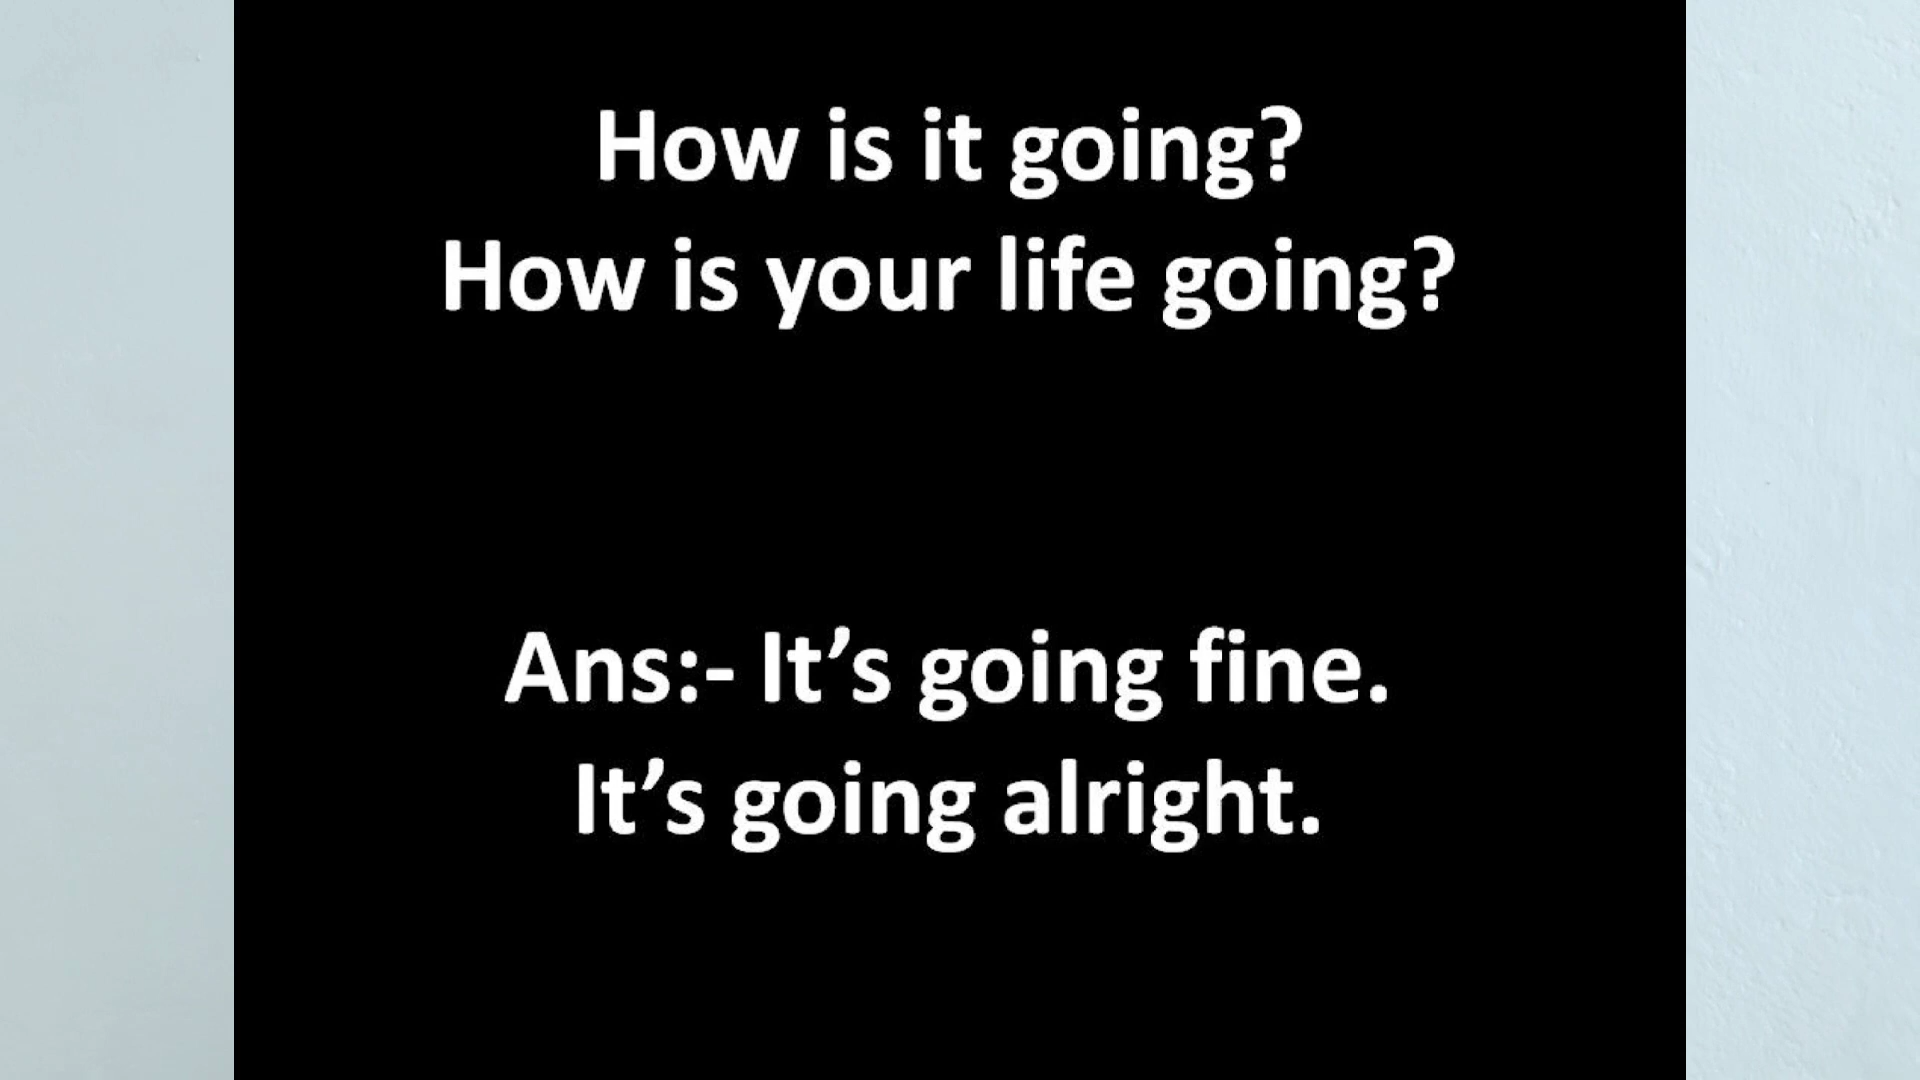 How is it going?
How is your life going?
Ans:- It’s going fine.
It’s going alright.